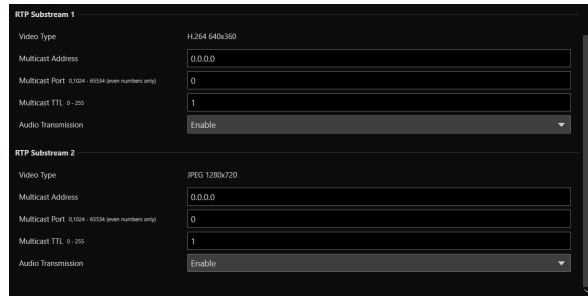 RTP Substream 1
Video Type H.264 640x360
Multicast Address 0.0.0.0
Multicast Port 0,1024 - 65534 (even numbers only) 0
Multicast TTL 0 - 255 1
Audio Transmission Enable
RTP Substream 2
Video Type JPEG 1280x720
Multicast Address 0.0.0.0
Multicast Port 0,1024 - 65534 (even numbers only) 0
Multicast TTL 0 - 255 1
Audio Transmission Enable